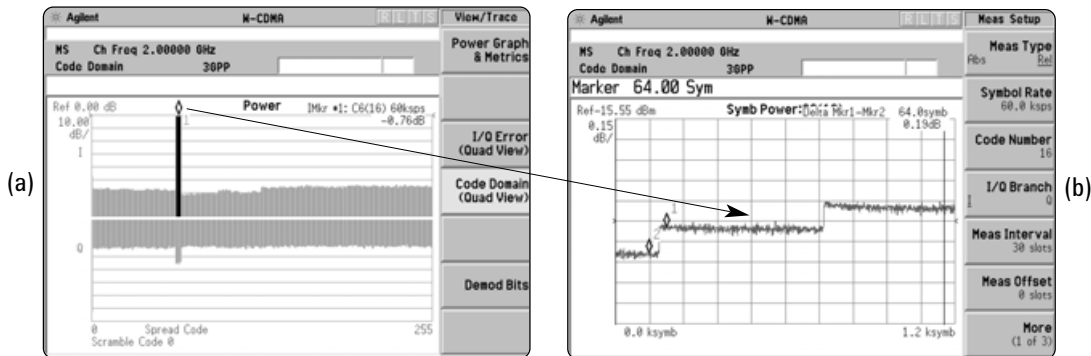 Agilent W-CDMA R L T S View/Trace
MS Ch Freq 2.00000 GHz
Code Domain 3GPP
Power Graph
& Metrics
Ref 0.00 dB Power IMkr #1: C6(16) 60ksps
10.00 1 -0.76dB
dB/
I
I/Q Error
(Quad View)
(a)
Code Domain
(Quad View)
Q
Demod Bits
0 Spread Code 255
Scramble Code 0
Agilent W-CDMA R L T S Meas Setup
MS Ch Freq 2.00000 GHz
Code Domain 3GPP
Meas Type
Abs Rel
Marker 64.00 Sym
Ref-15.55 dBm Symb Power: Delta Mkr1-Mkr2 64.0symb
0.15 0.19dB
dB/
Symbol Rate
60.0 ksps
Code Number
16
(b)
I/Q Branch
I Q
1
2
Meas Interval
30 slots
Meas Offset
0 slots
0.0 ksymb 1.2 ksymb
More
(1 of 3)